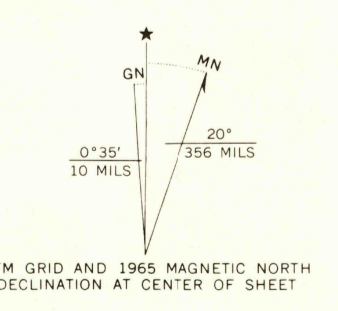 ★
GN
MN
0°35'
10 MILS
20°
356 MILS
TM GRID AND 1965 MAGNETIC NORTH
DECLINATION AT CENTER OF SHEET